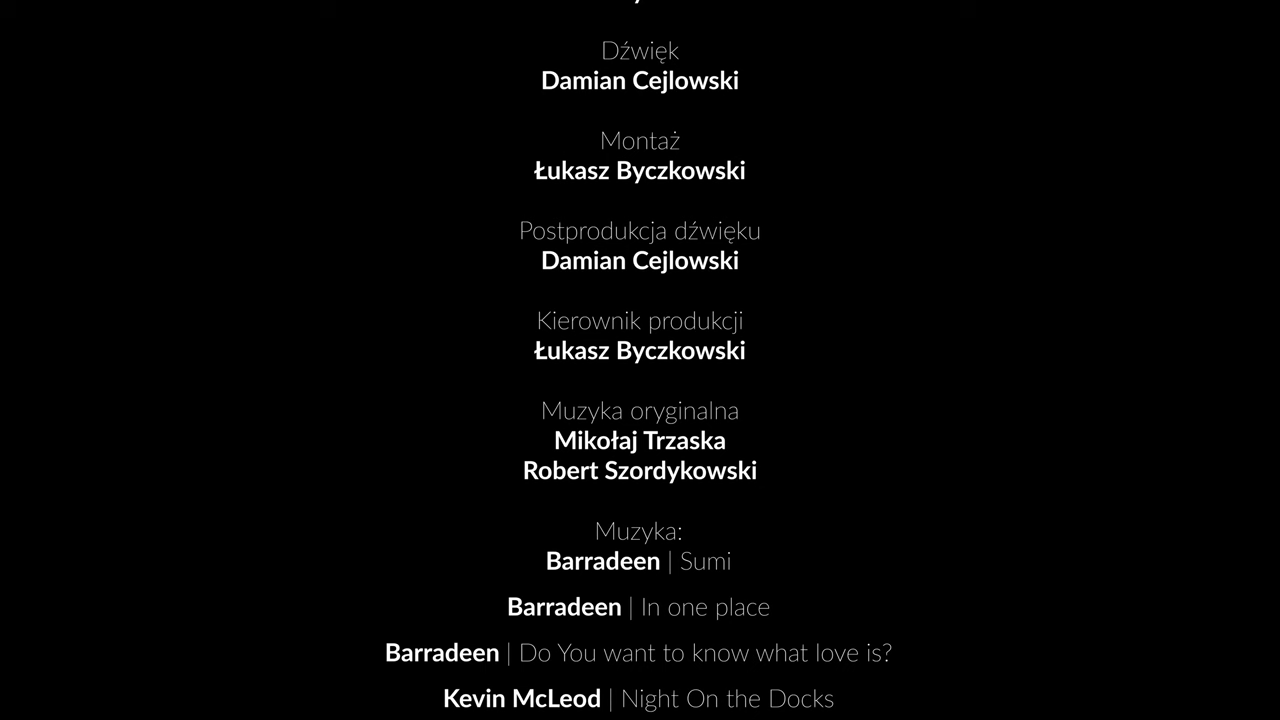 Dźwięk
Damian Cejlowski
Montaż
Łukasz Byczkowski
Postprodukcja dźwięku
Damian Cejlowski
Kierownik produkcji
Łukasz Byczkowski
Muzyka oryginalna
Mikołaj Trzaska
Robert Szordykowski
Muzyka:
Barradeen | Sumi
Barradeen | In one place
Barradeen | Do You want to know what love is?
Kevin McLeod | Night On the Docks